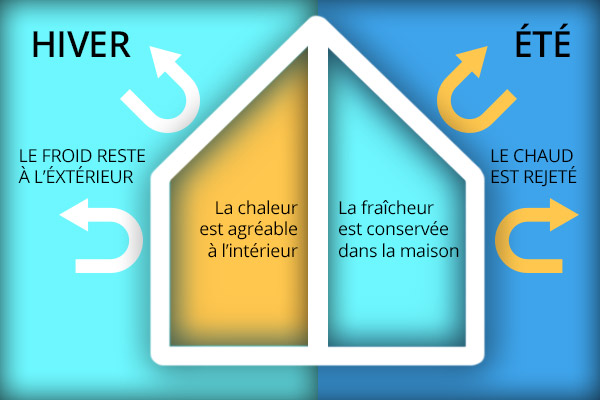 HIVER
ÉTÉ
LE FROID RESTE
À L'ÉXTÉRIEUR
La chaleur
est agréable
à l'intérieur
La fraîcheur
est conservée
dans la maison
LE CHAUD
EST REJETÉ